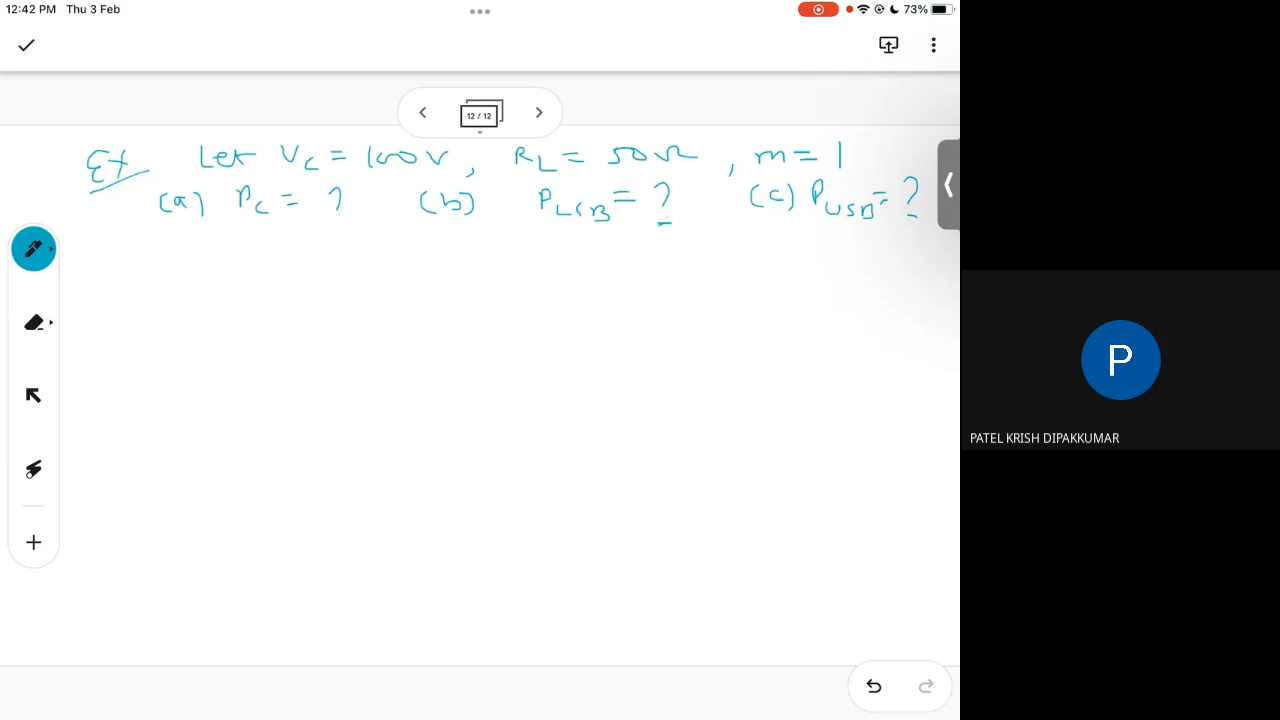 12:42 PM Thu 3 Feb
73%
12 / 12
Ex Let Vc = 100V, RL = 50Ω, m = 1
(a) Pc = ? (b) PLSB = ? (c) PUSB = ?
P
PATEL KRISH DIPAKKUMAR